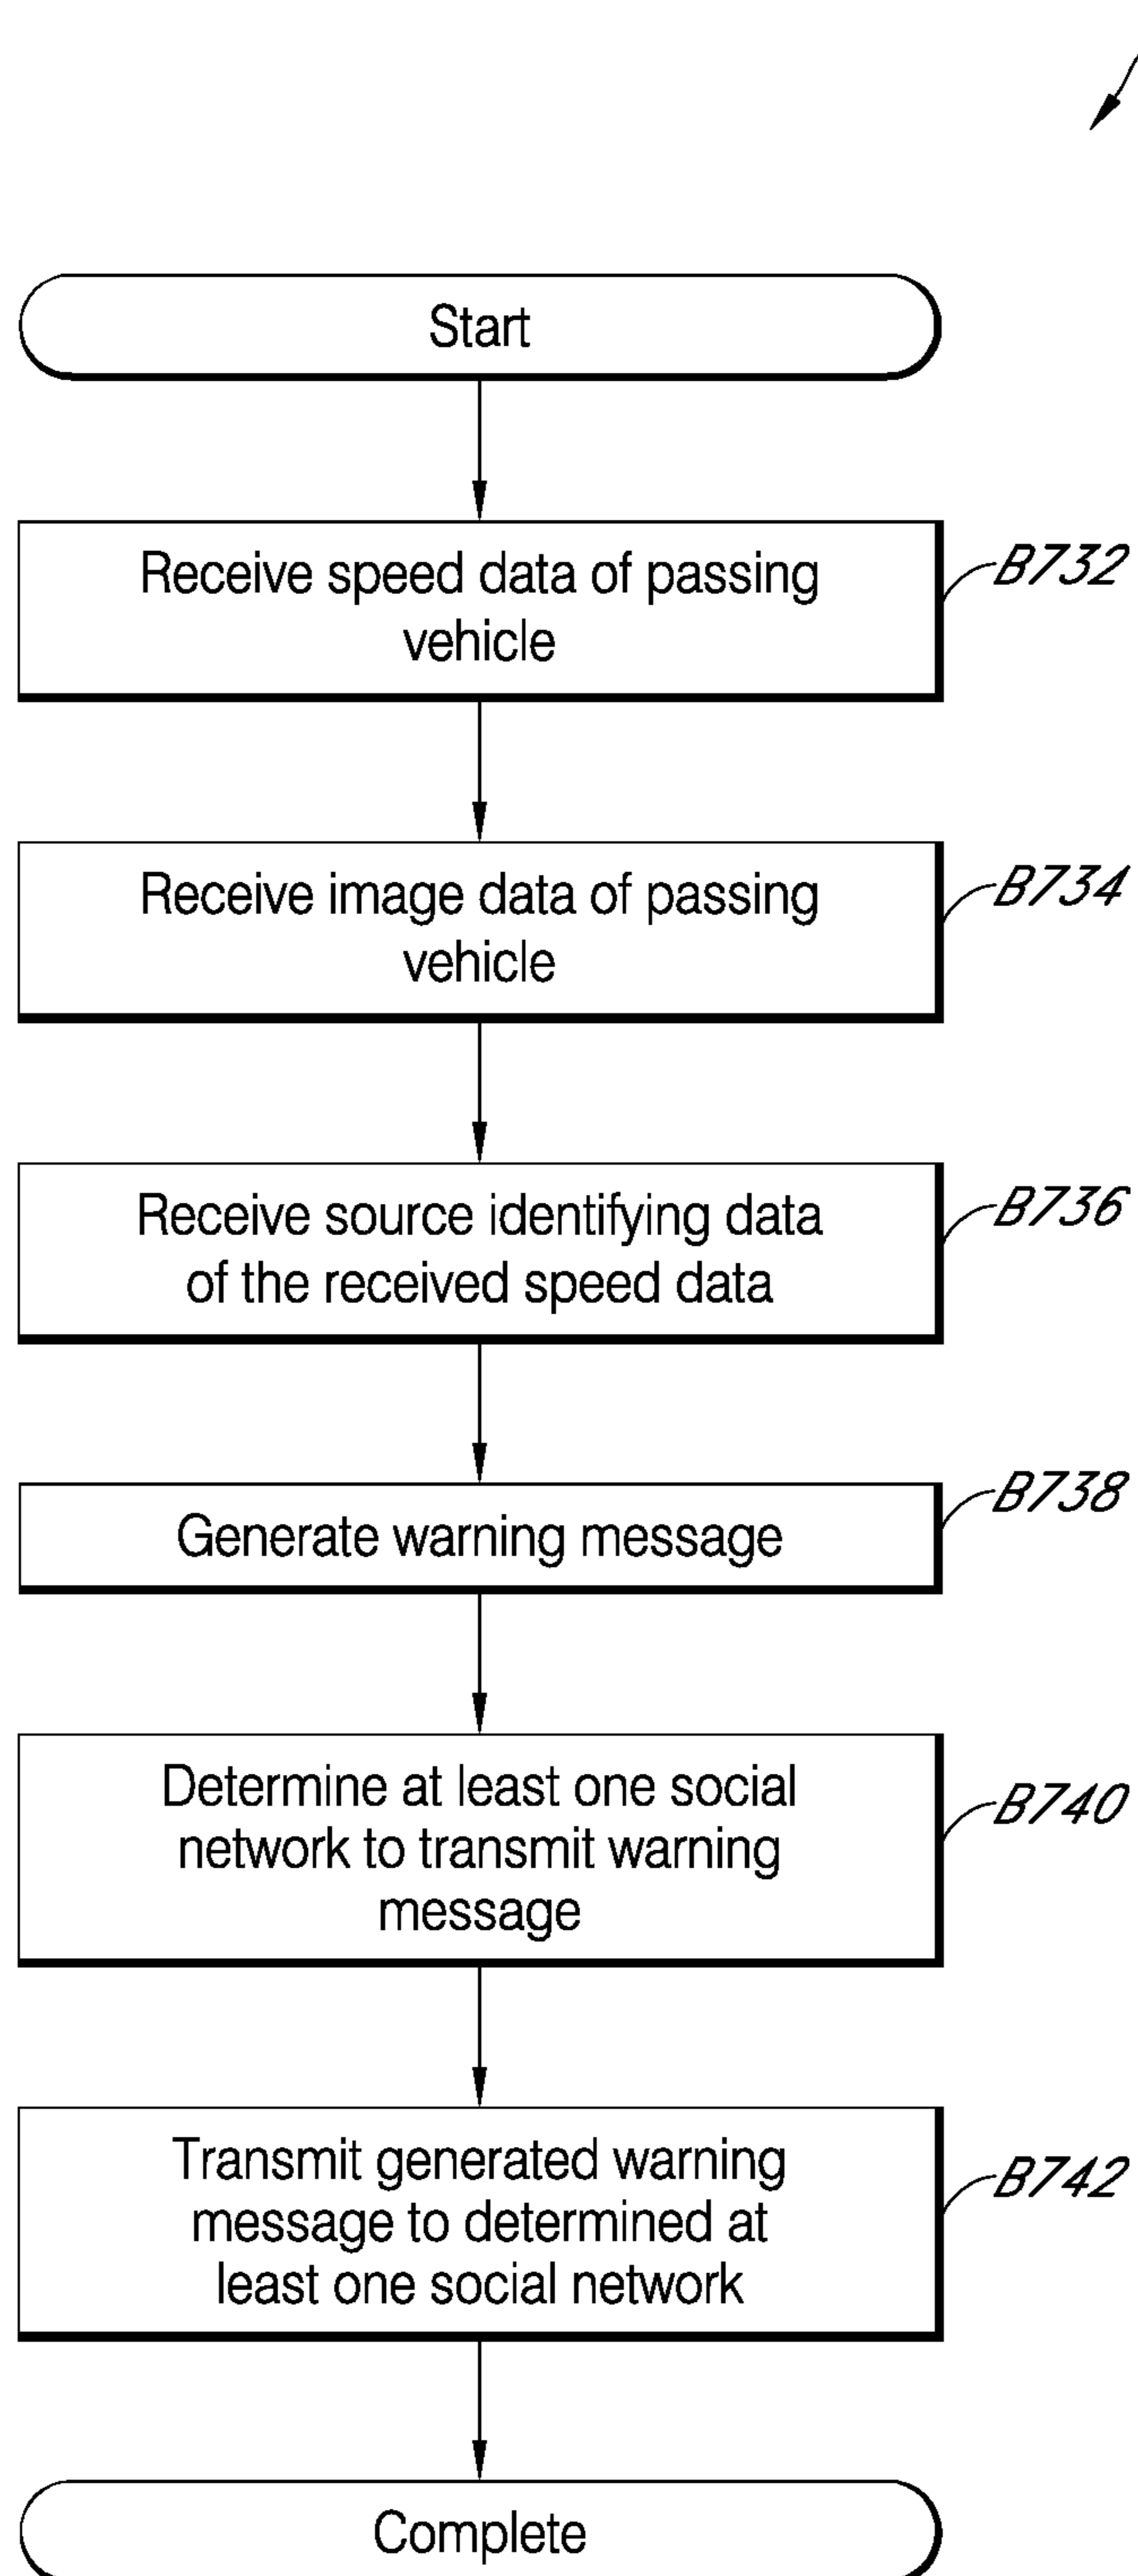 Start
Receive speed data of passing
vehicle
B732
Receive image data of passing
vehicle
B734
Receive source identifying data
of the received speed data
B736
Generate warning message
B738
Determine at least one social
network to transmit warning
message
B740
Transmit generated warning
message to determined at
least one social network
B742
Complete